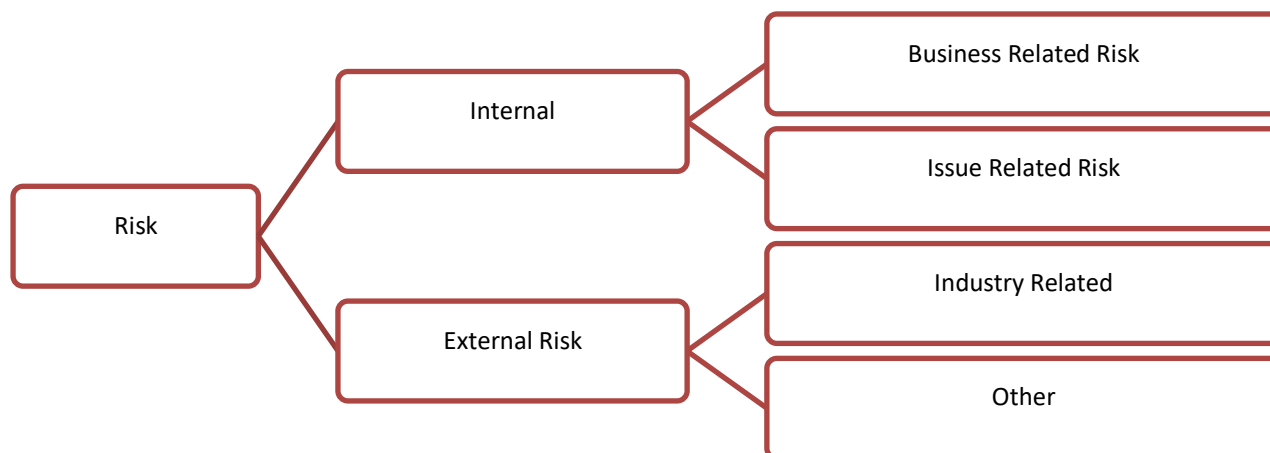 Risk
Internal
Business Related Risk
Issue Related Risk
External Risk
Industry Related
Other